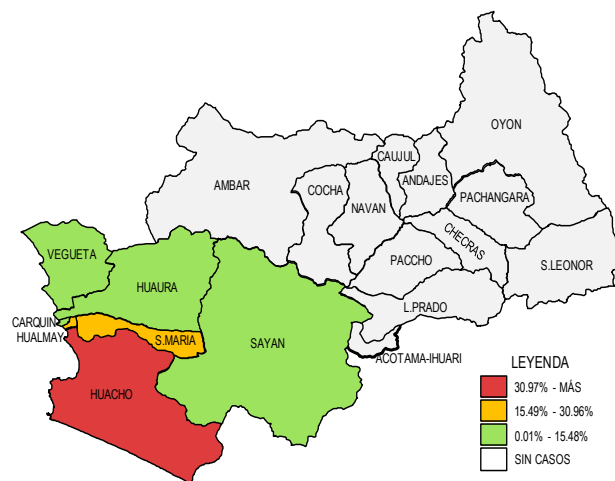 OYON
CAUJUL
ANDAJES
AMBAR
COCHA
NAVAN
PACHANGARA
CHECRAS
VEGUETA
PACCHO
S.LEONOR
HUAURA
L.PRADO
CARQUIN
HUALMAY
S.MARIA
SAYAN
ACOTAMA-IHUARI
HUACHO
LEYENDA
30.97% - MÁS
15.49% - 30.96%
0.01% - 15.48%
SIN CASOS